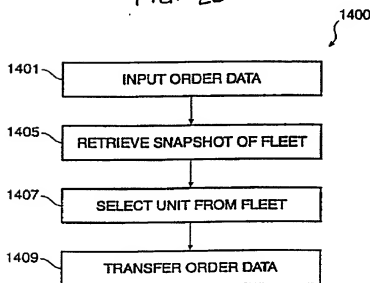 1400
1401
INPUT ORDER DATA
1405
RETRIEVE SNAPSHOT OF FLEET
1407
SELECT UNIT FROM FLEET
1409
TRANSFER ORDER DATA